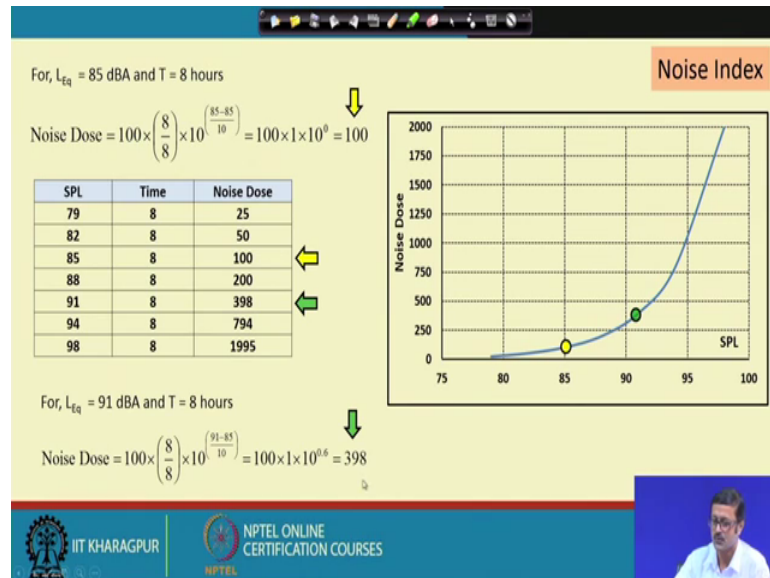 Noise Index
For, L_Eq = 85 dBA and T = 8 hours
Noise Dose = 100×(8/8)×10^((85−85)/10) = 100×1×10^0 = 100
SPL Time Noise Dose
79 8 25
82 8 50
85 8 100
88 8 200
91 8 398
94 8 794
98 8 1995
For, L_Eq = 91 dBA and T = 8 hours
Noise Dose = 100×(8/8)×10^((91−85)/10) = 100×1×10^0.6 = 398
Noise Dose
2000
1750
1500
1250
1000
750
500
250
0
SPL
75 80 85 90 95 100
IIT KHARAGPUR
NPTEL
NPTEL ONLINE
CERTIFICATION COURSES